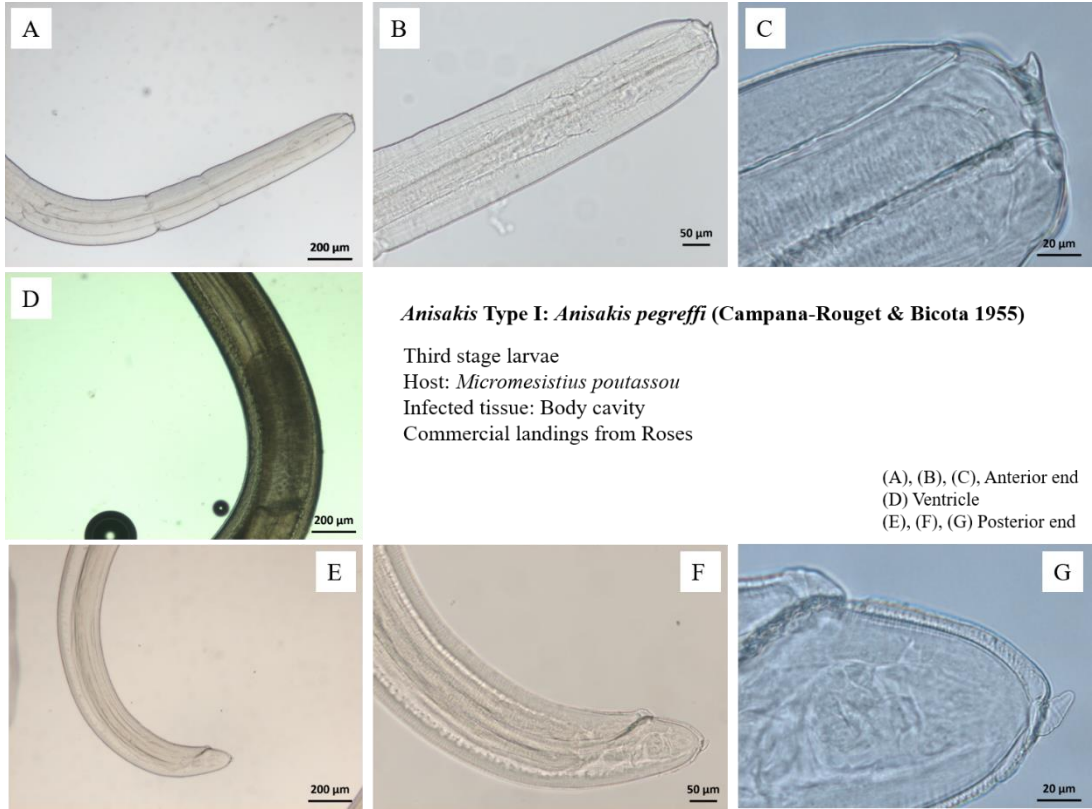 A
200 µm
B
50 µm
C
20 µm
D
200 µm
Anisakis Type I: Anisakis pegreffi (Campana-Rouget & Bicota 1955)
Third stage larvae
Host: Micromesistius poutassou
Infected tissue: Body cavity
Commercial landings from Roses
(A), (B), (C), Anterior end
(D) Ventricle
(E), (F), (G) Posterior end
E
200 µm
F
50 µm
G
20 µm